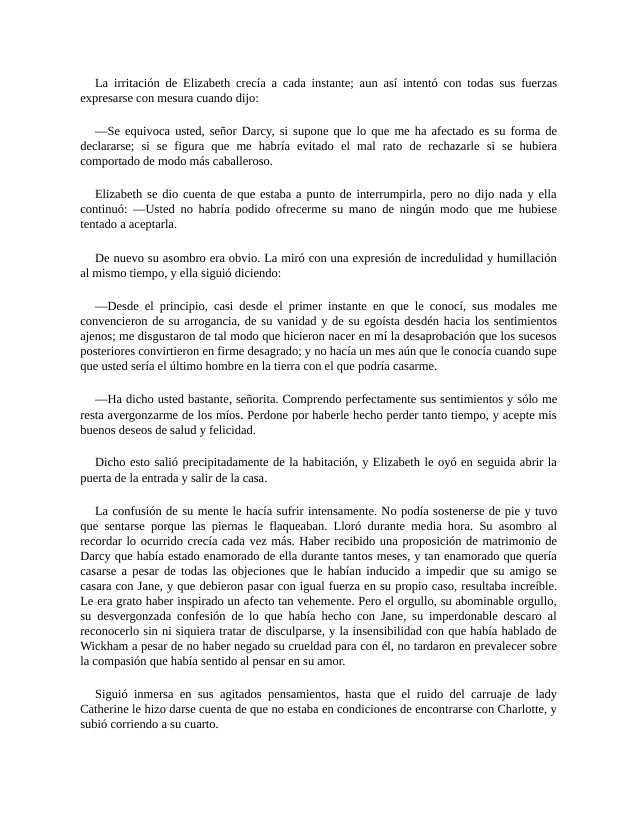 La irritación de Elizabeth crecía a cada instante; aun así intentó con todas sus fuerzas
expresarse con mesura cuando dijo:
—Se equivoca usted, señor Darcy, si supone que lo que me ha afectado es su forma de
declararse; si se figura que me habría evitado el mal rato de rechazarle si se hubiera
comportado de modo más caballeroso.
Elizabeth se dio cuenta de que estaba a punto de interrumpirla, pero no dijo nada y ella
continuó: —Usted no habría podido ofrecerme su mano de ningún modo que me hubiese
tentado a aceptarla.
De nuevo su asombro era obvio. La miró con una expresión de incredulidad y humillación
al mismo tiempo, y ella siguió diciendo:
—Desde el principio, casi desde el primer instante en que le conocí, sus modales me
convencieron de su arrogancia, de su vanidad y de su egoísta desdén hacia los sentimientos
ajenos; me disgustaron de tal modo que hicieron nacer en mí la desaprobación que los sucesos
posteriores convirtieron en firme desagrado; y no hacía un mes aún que le conocía cuando supe
que usted sería el último hombre en la tierra con el que podría casarme.
—Ha dicho usted bastante, señorita. Comprendo perfectamente sus sentimientos y sólo me
resta avergonzarme de los míos. Perdone por haberle hecho perder tanto tiempo, y acepte mis
buenos deseos de salud y felicidad.
Dicho esto salió precipitadamente de la habitación, y Elizabeth le oyó en seguida abrir la
puerta de la entrada y salir de la casa.
La confusión de su mente le hacía sufrir intensamente. No podía sostenerse de pie y tuvo
que sentarse porque las piernas le flaqueaban. Lloró durante media hora. Su asombro al
recordar lo ocurrido crecía cada vez más. Haber recibido una proposición de matrimonio de
Darcy que había estado enamorado de ella durante tantos meses, y tan enamorado que quería
casarse a pesar de todas las objeciones que le habían inducido a impedir que su amigo se
casara con Jane, y que debieron pasar con igual fuerza en su propio caso, resultaba increíble.
Le era grato haber inspirado un afecto tan vehemente. Pero el orgullo, su abominable orgullo,
su desvergonzada confesión de lo que había hecho con Jane, su imperdonable descaro al
reconocerlo sin ni siquiera tratar de disculparse, y la insensibilidad con que había hablado de
Wickham a pesar de no haber negado su crueldad para con él, no tardaron en prevalecer sobre
la compasión que había sentido al pensar en su amor.
Siguió inmersa en sus agitados pensamientos, hasta que el ruido del carruaje de lady
Catherine le hizo darse cuenta de que no estaba en condiciones de encontrarse con Charlotte, y
subió corriendo a su cuarto.